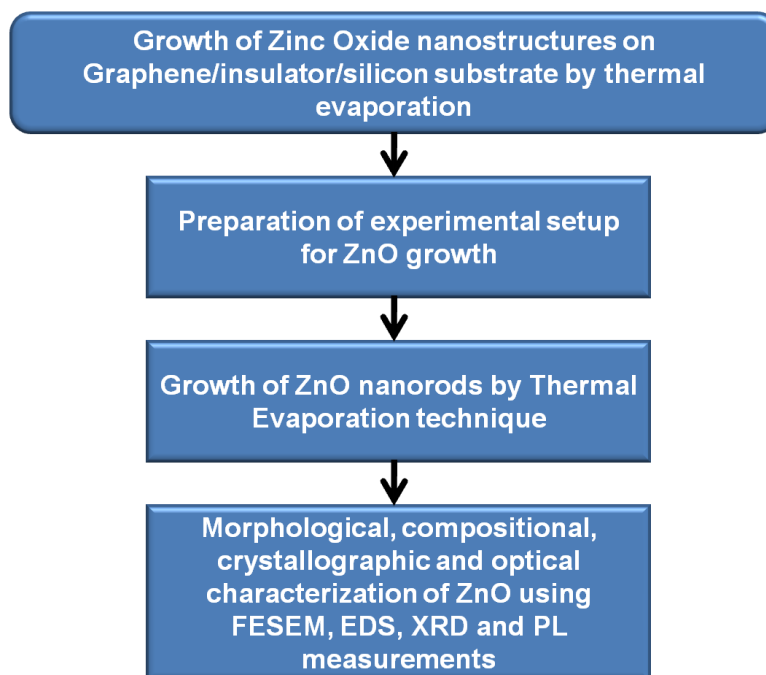 Growth of Zinc Oxide nanostructures on
Graphene/insulator/silicon substrate by thermal
evaporation
Preparation of experimental setup
for ZnO growth
Growth of ZnO nanorods by Thermal
Evaporation technique
Morphological, compositional,
crystallographic and optical
characterization of ZnO using
FESEM, EDS, XRD and PL
measurements